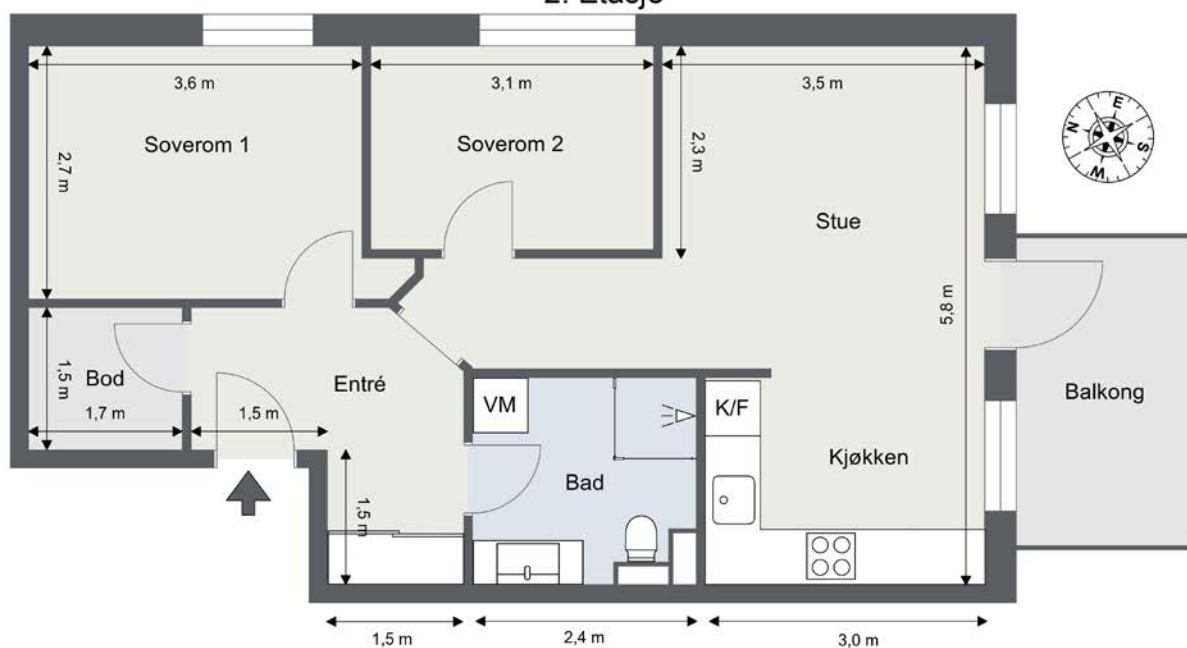 2. Etasje
3,6 m
3,1 m
3,5 m
Soverom 1
Soverom 2
2,7 m
2,3 m
N
E
S
W
Stue
5,8 m
Bod
1,5 m
1,7 m
1,5 m
Entré
VM
K/F
Balkong
Kjøkken
Bad
1,5 m
1,5 m
2,4 m
3,0 m